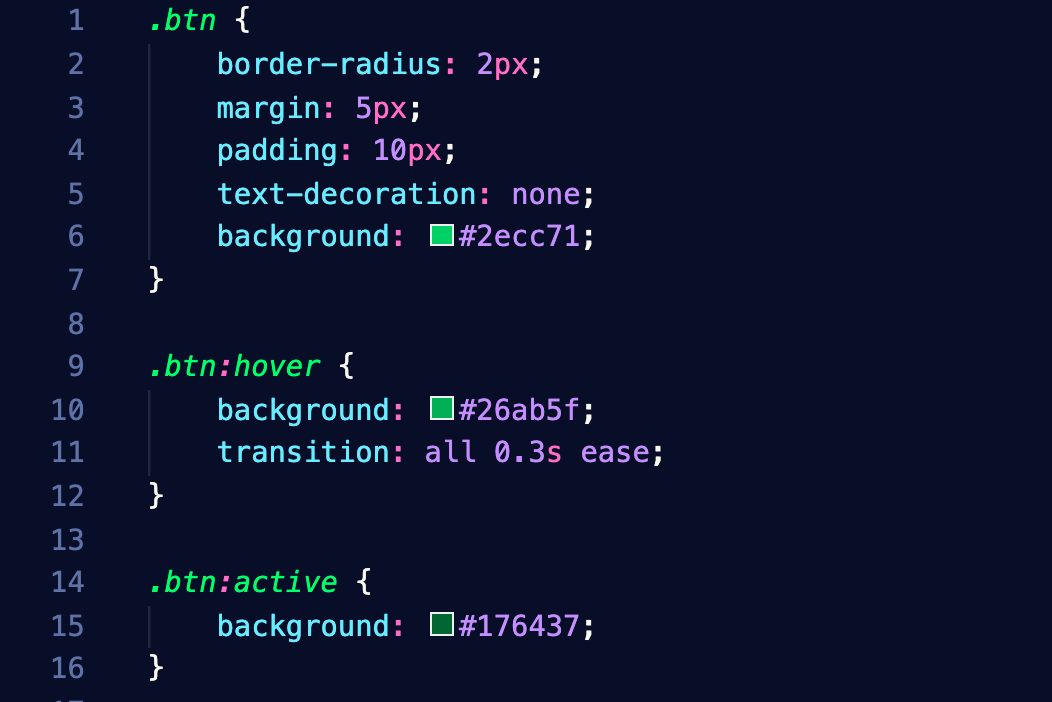 1 .btn {
2 border-radius: 2px;
3 margin: 5px;
4 padding: 10px;
5 text-decoration: none;
6 background: #2ecc71;
7 }
8
9 .btn:hover {
10 background: #26ab5f;
11 transition: all 0.3s ease;
12 }
13
14 .btn:active {
15 background: #176437;
16 }